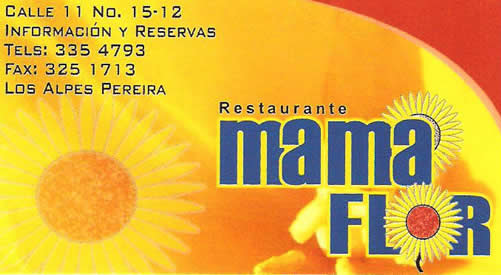 Calle 11 No. 15-12
Información y Reservas
Tels: 335 4793
Fax: 325 1713
Los Alpes Pereira
Restaurante
mama
FLOR